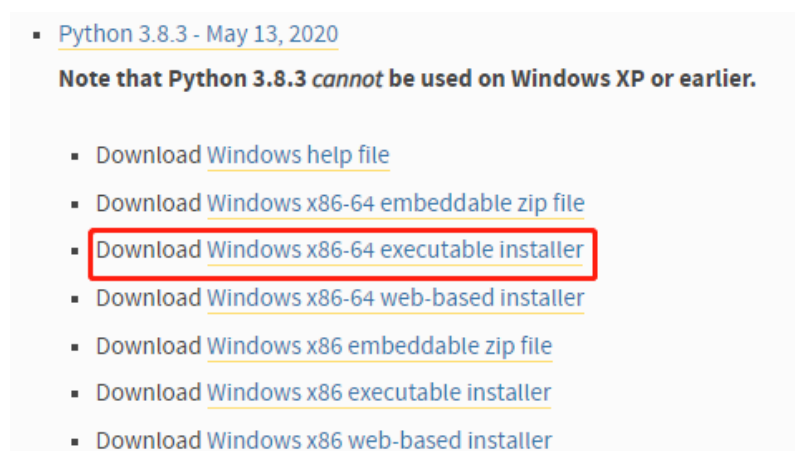 Python 3.8.3 - May 13, 2020
Note that Python 3.8.3 cannot be used on Windows XP or earlier.
Download Windows help file
Download Windows x86-64 embeddable zip file
Download Windows x86-64 executable installer
Download Windows x86-64 web-based installer
Download Windows x86 embeddable zip file
Download Windows x86 executable installer
Download Windows x86 web-based installer